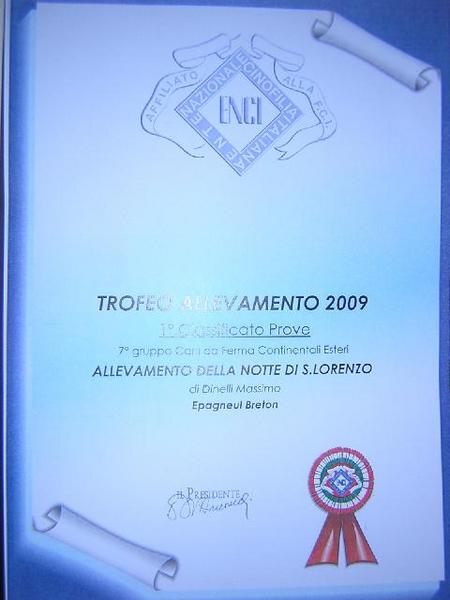 AFFILIATO ALLA F.C.I.
ENTE NAZIONALE CINOFILIA ITALIANA
ENCI
TROFEO ALLEVAMENTO 2009
1° Classificato Prove
7° gruppo Cani da Ferma Continentali Esteri
ALLEVAMENTO DELLA NOTTE DI S.LORENZO
di Dinelli Massimo
Epagneul Breton
IL PRESIDENTE